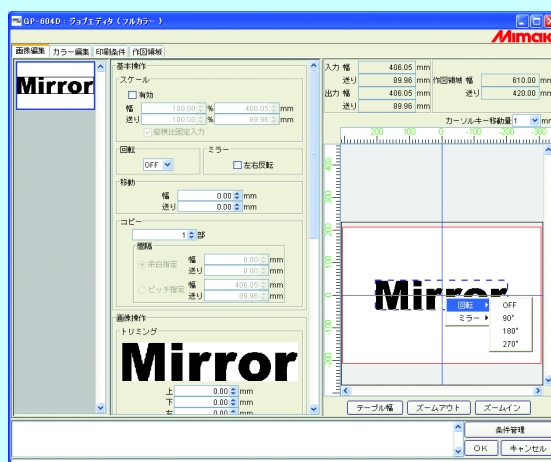 GP-604D : ジョブエディタ ( フルカラー )
Mimaki
画像編集 カラー編集 印刷条件 作図領域
Mirror
基本操作
スケール
有効
幅 100.00 % 406.05 mm
送り 100.00 % 89.96 mm
縦横比固定入力
回転
OFF
ミラー
左右反転
移動
幅 0.00 mm
送り 0.00 mm
コピー
1 部
間隔
余白指定 幅 0.00 mm
送り 0.00 mm
ピッチ指定 幅 406.05 mm
送り 89.96 mm
画像操作
トリミング
Mirror
上 0.00 mm
下 0.00 mm
左 0.00 mm
入力 幅 406.05 mm
送り 89.96 mm 作図領域 幅 610.00 mm
出力 幅 406.05 mm 送り 420.00 mm
送り 89.96 mm
カーソルキー移動量 1 mm
200 100 0 -100 -200 -300
400
300
200
100
0
-100
-200
Mirror
回転
ミラー
OFF
90°
180°
270°
テーブル幅 ズームアウト ズームイン
条件管理
OK キャンセル